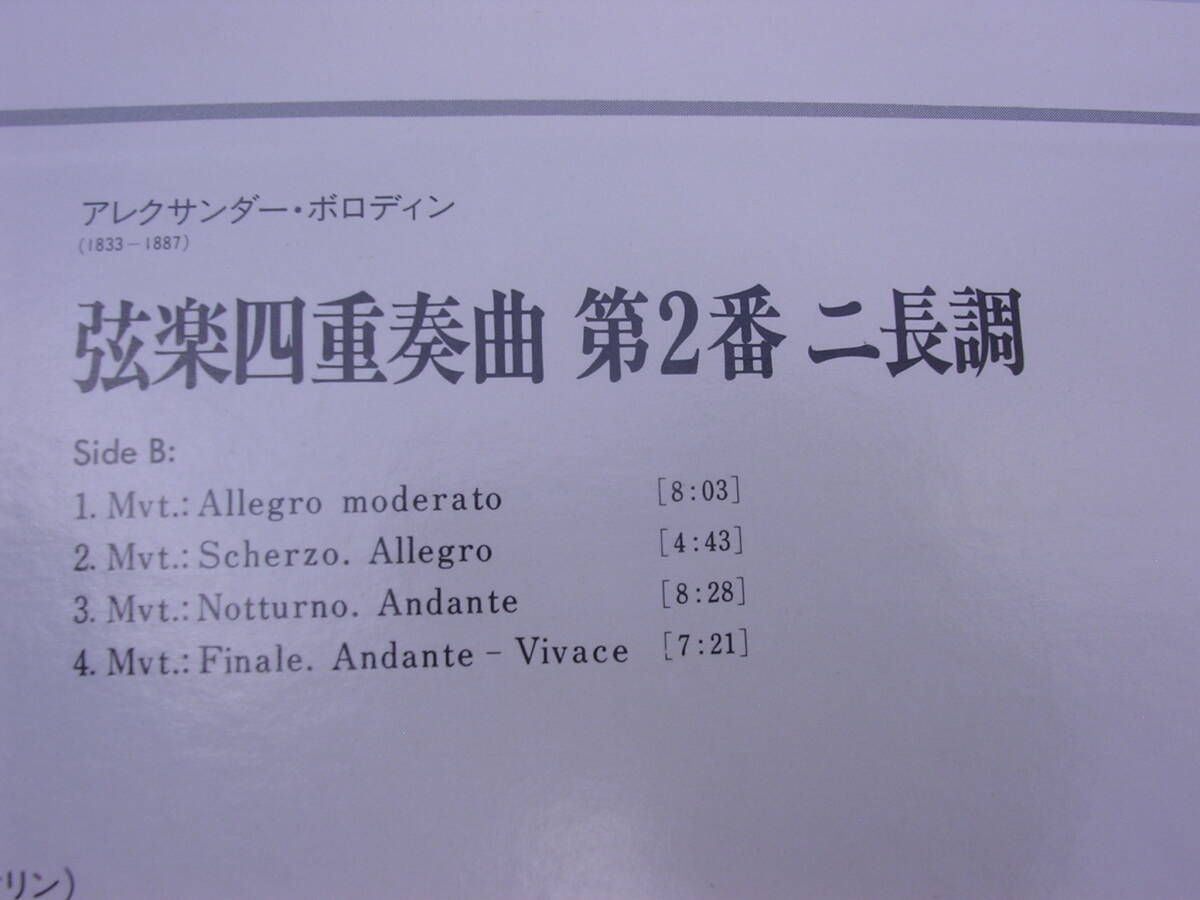 アレクサンダー・ボロディン
(1833－1887)
弦楽四重奏曲 第2番 ニ長調
Side B:
1. Mvt.: Allegro moderato [8:03]
2. Mvt.: Scherzo. Allegro [4:43]
3. Mvt.: Notturno. Andante [8:28]
4. Mvt.: Finale. Andante – Vivace [7:21]
リン)